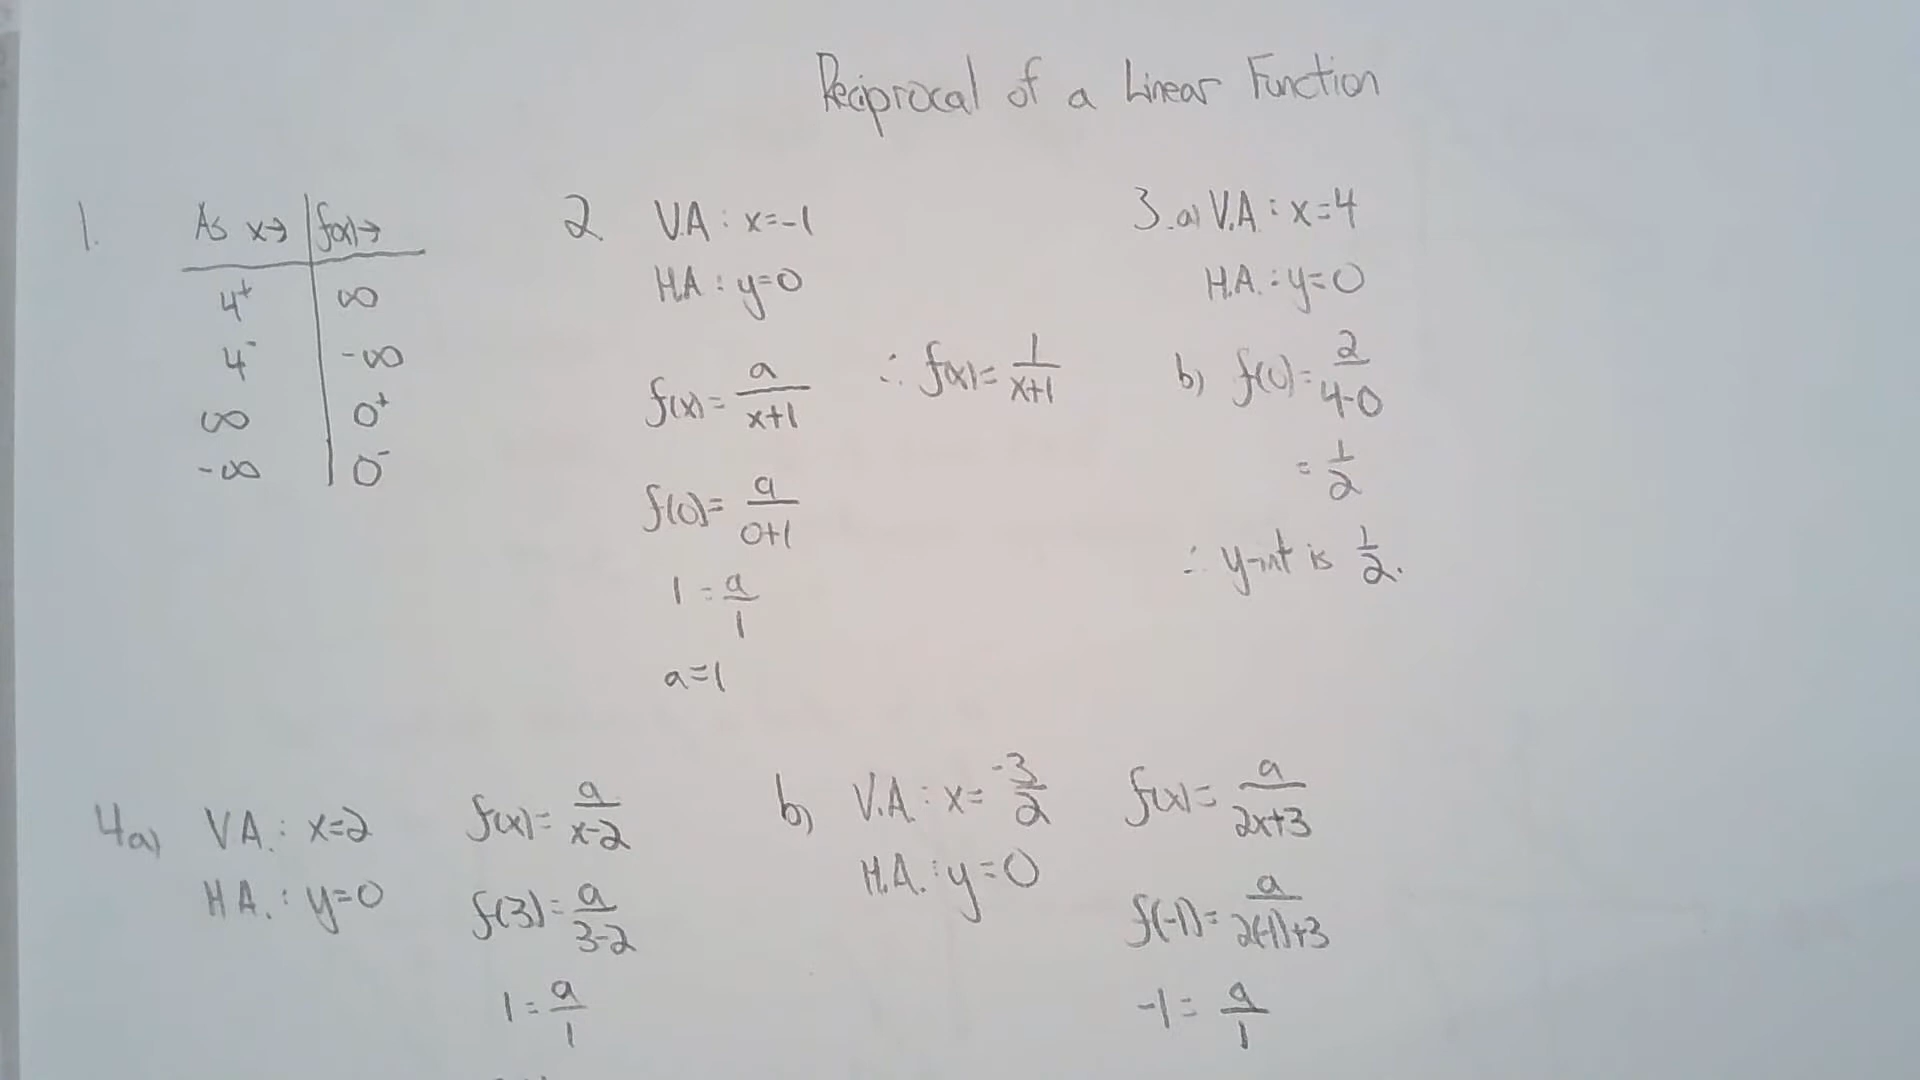 Reciprocal of a Linear Function
1. As x→ | f(x)→
4⁺ | ∞
4⁻ | -∞
∞ | 0⁺
-∞ | 0⁻
2. V.A: x=-1
H.A: y=0
f(x)= a/(x+1)
f(0)= a/(0+1)
1 = a/1
a=1
∴ f(x)= 1/(x+1)
3.a) V.A: x=4
H.A.: y=0
b) f(0)= 2/(4-0)
= 1/2
∴ y-int is 1/2.
4a) V.A.: x=2
H.A.: y=0
f(x)= a/(x-2)
f(3)= a/(3-2)
1 = a/1
b) V.A: x= -3/2
H.A.: y=0
f(x)= a/(2x+3)
f(-1)= a/(2(-1)+3)
-1 = a/1